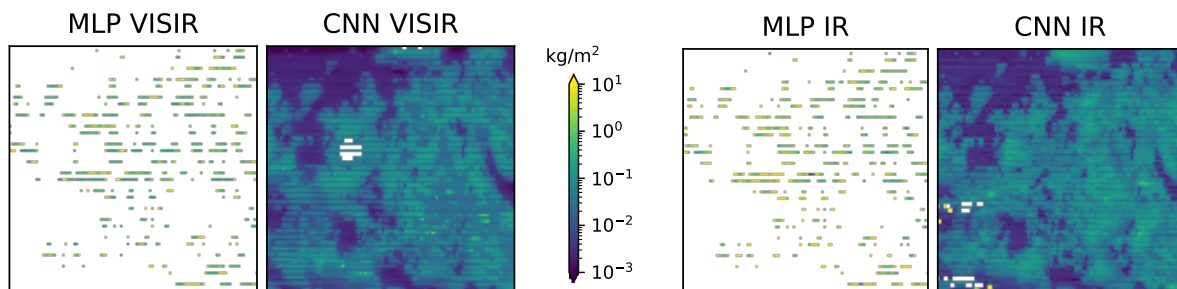 MLP VISIR
CNN VISIR
kg/m²
10¹
10⁰
10⁻¹
10⁻²
10⁻³
MLP IR
CNN IR